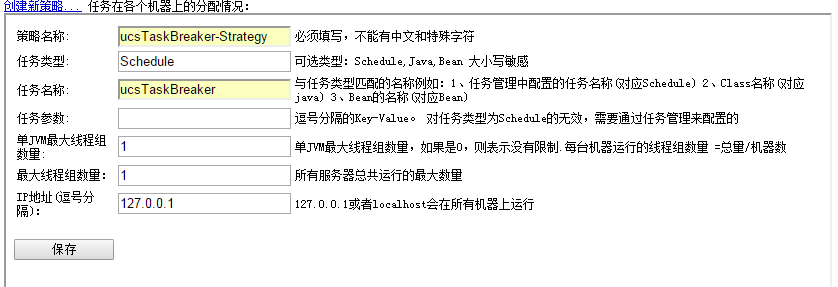 创建新策略... 任务在各个机器上的分配情况:
策略名称: ucsTaskBreaker-Strategy 必须填写，不能有中文和特殊字符
任务类型: Schedule 可选类型: Schedule,Java,Bean 大小写敏感
任务名称: ucsTaskBreaker 与任务类型匹配的名称例如: 1、任务管理中配置的任务名称(对应Schedule) 2、Class名称(对应
java) 3、Bean的名称(对应Bean)
任务参数: 逗号分隔的Key-Value。 对任务类型为Schedule的无效，需要通过任务管理来配置的
单JVM最大线程组
数量: 1 单JVM最大线程组数量，如果是0，则表示没有限制.每台机器运行的线程组数量 =总量/机器数
最大线程组数量: 1 所有服务器总共运行的最大数量
IP地址(逗号分
隔): 127.0.0.1 127.0.0.1或者localhost会在所有机器上运行
保存